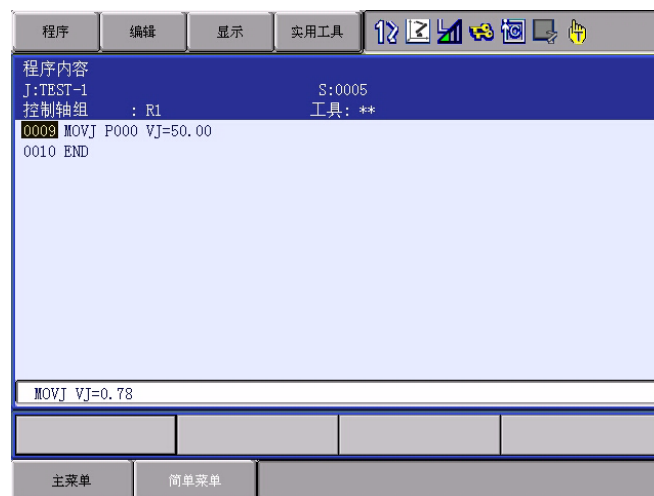 程序 编辑 显示 实用工具
程序内容
J:TEST-1 S:0005
控制轴组 : R1 工具: **
0009 MOVJ P000 VJ=50.00
0010 END
MOVJ VJ=0.78
主菜单 简单菜单